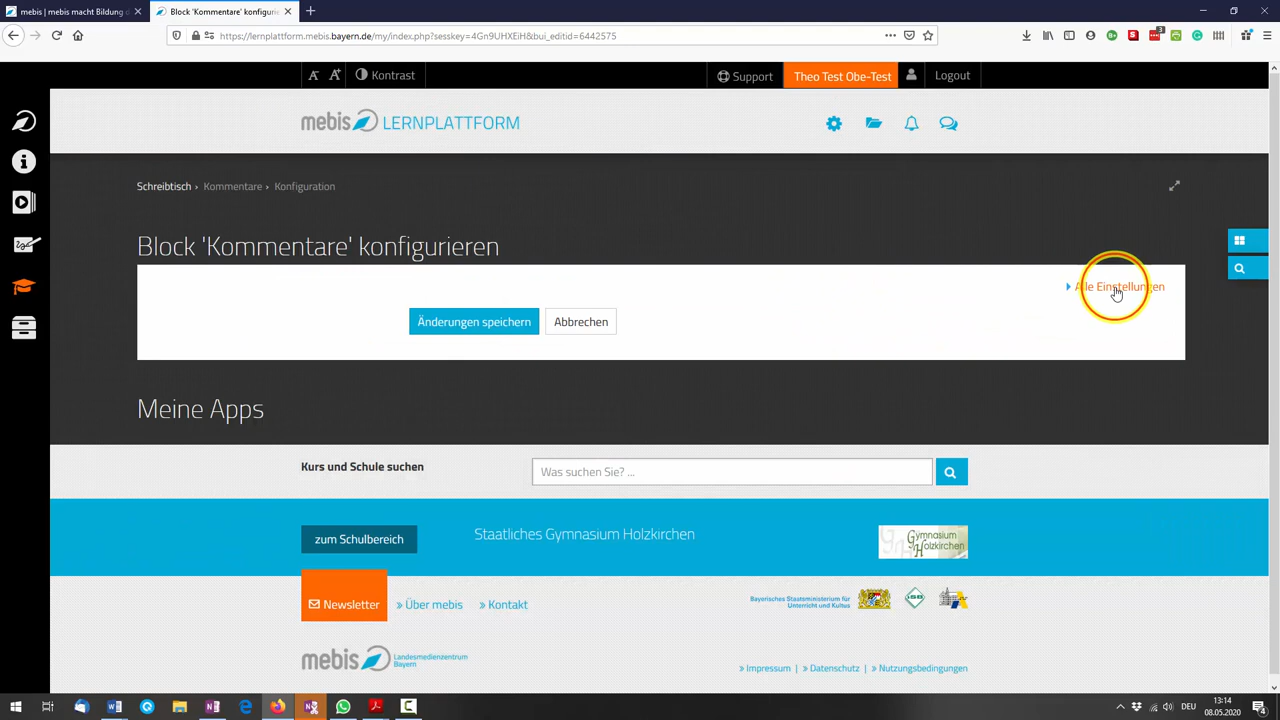 mebis | mebis macht Bildung d
Block 'Kommentare' konfigurie
https://lernplattform.mebis.bayern.de/my/index.php?sesskey=4Gn9UHXEiH&bui_editid=6442575
A A Kontrast
Support
Theo Test Obe-Test
Logout
mebis LERNPLATTFORM
Schreibtisch › Kommentare › Konfiguration
Block 'Kommentare' konfigurieren
Alle Einstellungen
Änderungen speichern
Abbrechen
Meine Apps
Kurs und Schule suchen
Was suchen Sie? ...
zum Schulbereich
Staatliches Gymnasium Holzkirchen
Gymnasium
Holzkirchen
Newsletter
» Über mebis
» Kontakt
Bayerisches Staatsministerium für
Unterricht und Kultus
ISB
mebis Landesmedienzentrum
Bayern
» Impressum | » Datenschutz | » Nutzungsbedingungen
DEU
13:14
08.05.2020